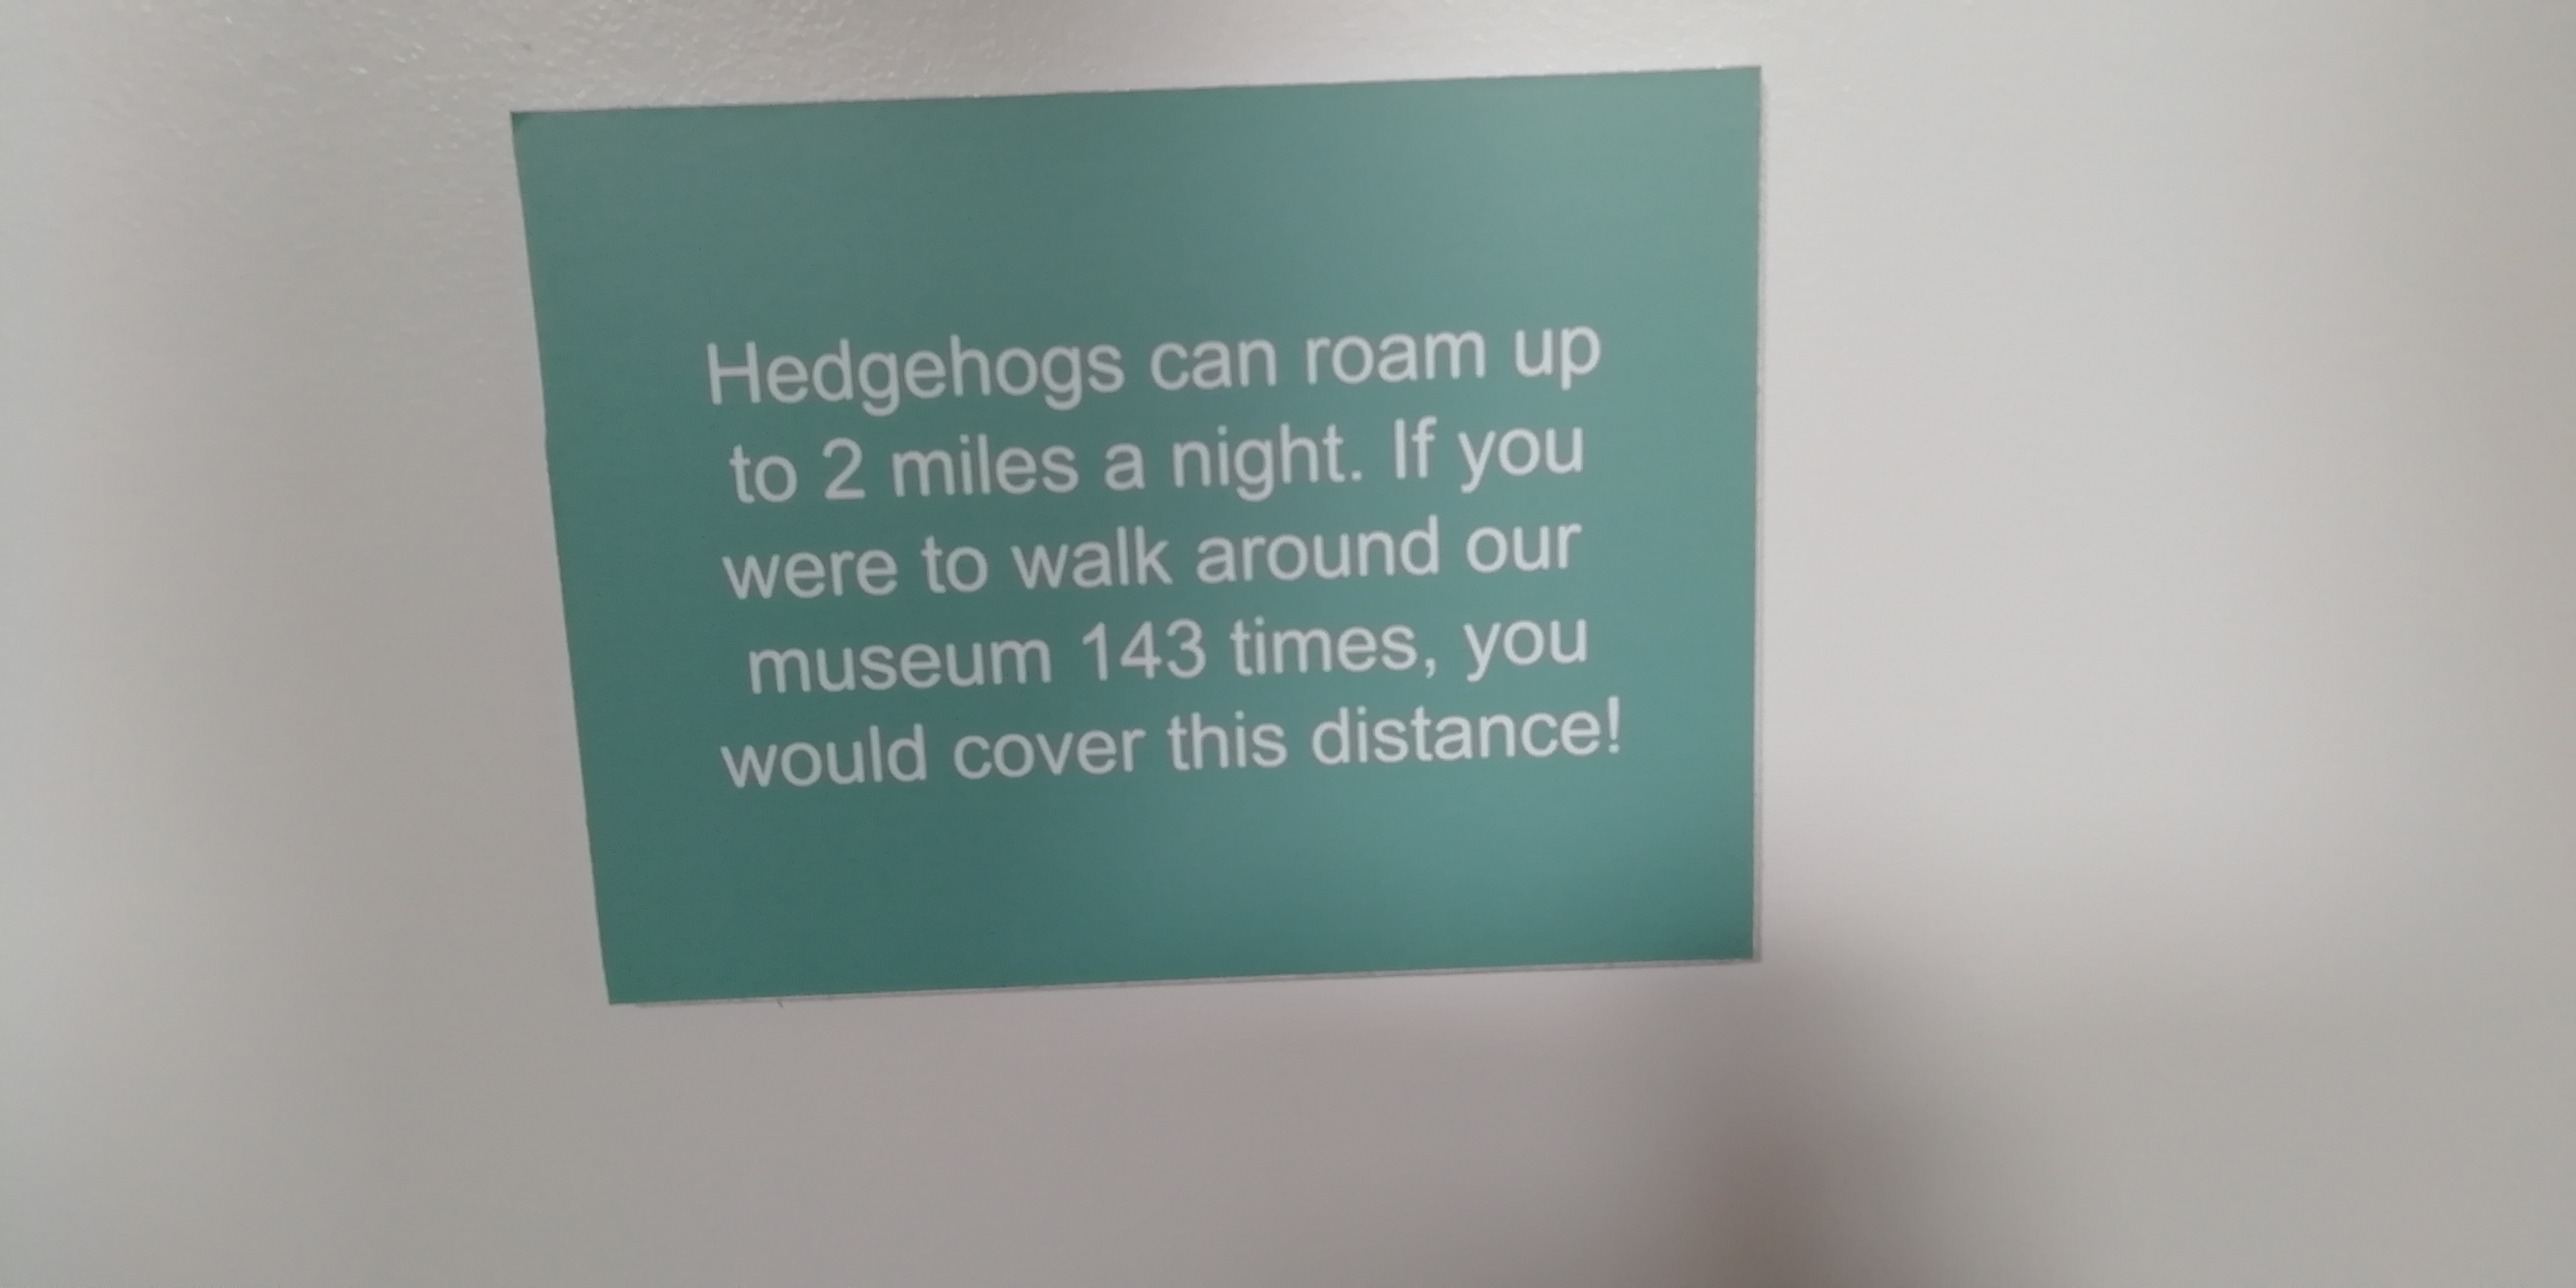 Hedgehogs can roam up
to 2 miles a night. If you
were to walk around our
museum 143 times, you
would cover this distance!